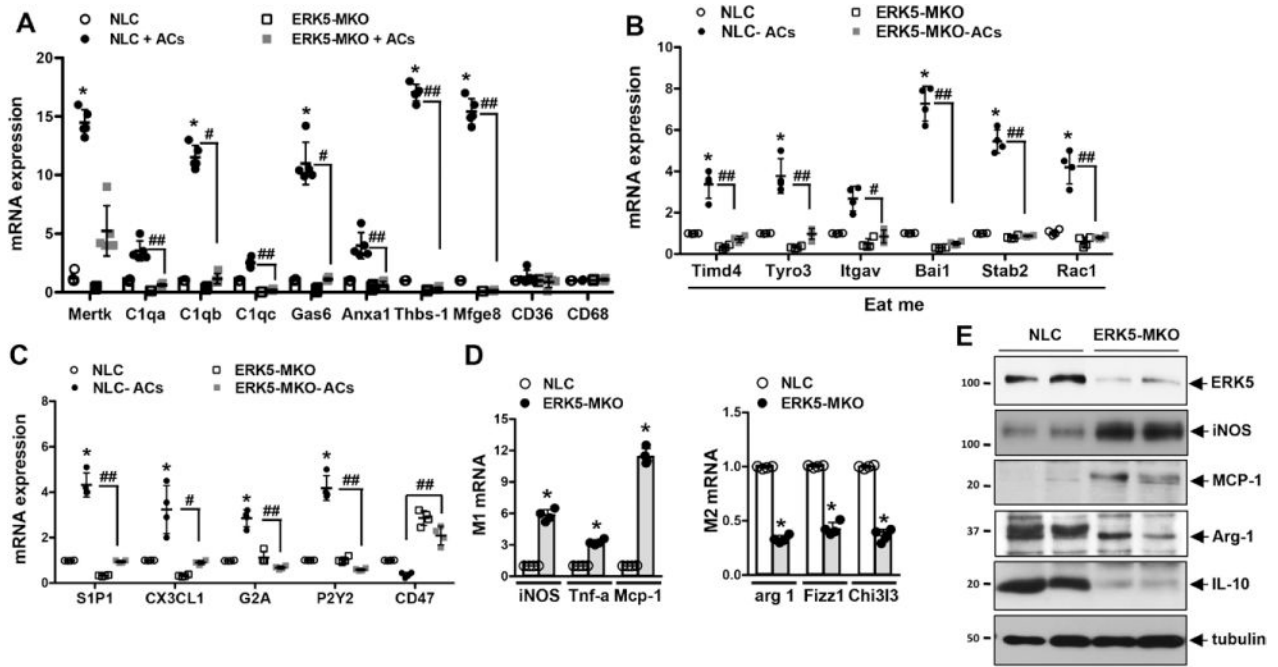 A
NLC
NLC + ACs
ERK5-MKO
ERK5-MKO + ACs
mRNA expression
20
15
10
5
0
* * * * * *
# ## # ## # ## ## ##
Mertk C1qa C1qb C1qc Gas6 Anxa1 Thbs-1 Mfge8 CD36 CD68
B
NLC
NLC- ACs
ERK5-MKO
ERK5-MKO-ACs
mRNA expression
10
8
6
4
2
0
* * * * *
## ## # ## ## ##
Timd4 Tyro3 Itgav Bai1 Stab2 Rac1
Eat me
C
NLC
NLC- ACs
ERK5-MKO
ERK5-MKO-ACs
mRNA expression
8
6
4
2
0
* * * *
## # ## ## ##
S1P1 CX3CL1 G2A P2Y2 CD47
D
NLC
ERK5-MKO
M1 mRNA
15
12
9
6
3
0
* * *
iNOS Tnf-a Mcp-1
NLC
ERK5-MKO
M2 mRNA
1.5
1.0
0.5
0.0
* * *
arg 1 Fizz1 Chi3l3
E
NLC ERK5-MKO
100 ERK5
100 iNOS
20 MCP-1
37 Arg-1
20 IL-10
50 tubulin